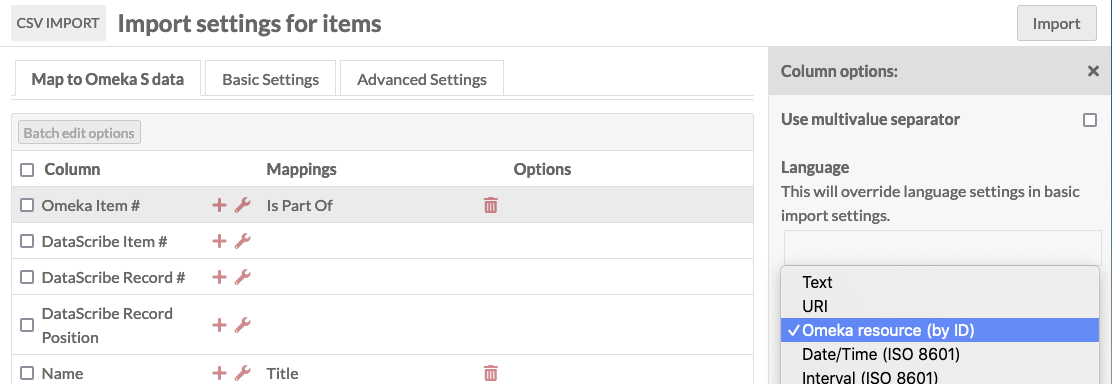 CSV IMPORT Import settings for items Import
Map to Omeka S data Basic Settings Advanced Settings
Batch edit options
Column Mappings Options
Omeka Item # Is Part Of
DataScribe Item #
DataScribe Record #
DataScribe Record
Position
Name Title
Column options:
Use multivalue separator
Language
This will override language settings in basic
import settings.
Text
URI
Omeka resource (by ID)
Date/Time (ISO 8601)
Interval (ISO 8601)